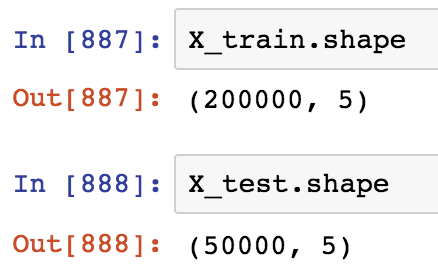 In [887]: X_train.shape
Out[887]: (200000, 5)
In [888]: X_test.shape
Out[888]: (50000, 5)